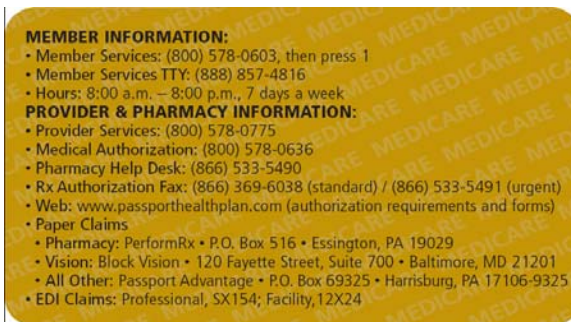 MEMBER INFORMATION:
• Member Services: (800) 578-0603, then press 1
• Member Services TTY: (888) 857-4816
• Hours: 8:00 a.m. – 8:00 p.m., 7 days a week
PROVIDER & PHARMACY INFORMATION:
• Provider Services: (800) 578-0775
• Medical Authorization: (800) 578-0636
• Pharmacy Help Desk: (866) 533-5490
• Rx Authorization Fax: (866) 369-6038 (standard) / (866) 533-5491 (urgent)
• Web: www.passporthealthplan.com (authorization requirements and forms)
• Paper Claims
• Pharmacy: PerformRx • P.O. Box 516 • Essington, PA 19029
• Vision: Block Vision • 120 Fayette Street, Suite 700 • Baltimore, MD 21201
• All Other: Passport Advantage • P.O. Box 69325 • Harrisburg, PA 17106-9325
• EDI Claims: Professional, SX154; Facility,12X24
MEDICARE